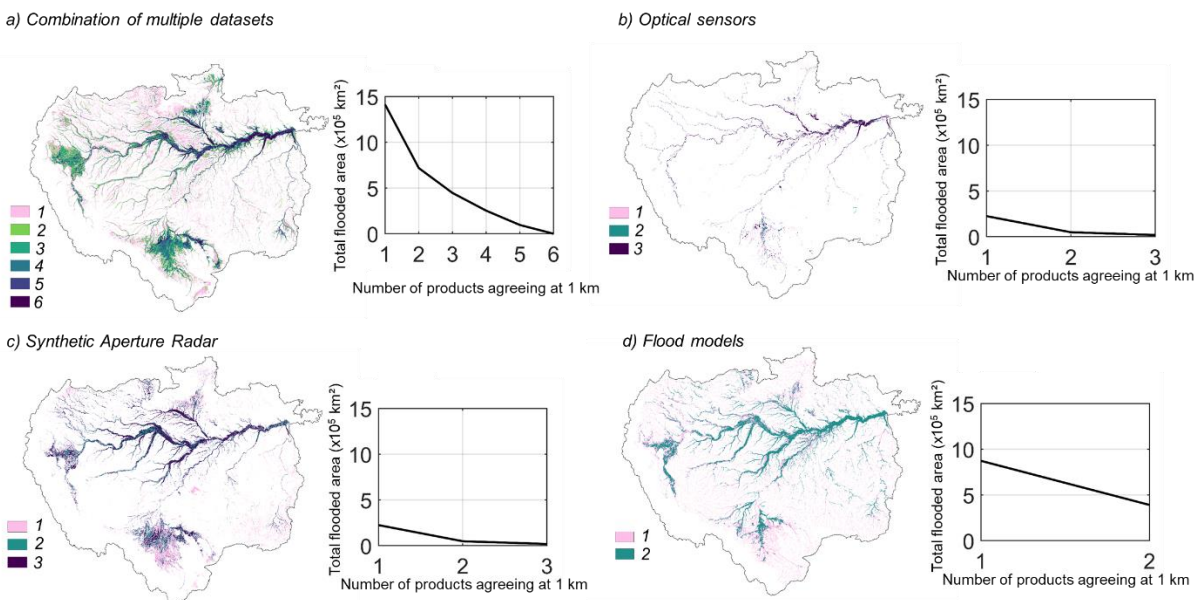 a) Combination of multiple datasets
1
2
3
4
5
6
Total flooded area (x10⁵ km²)
15
10
5
0
1 2 3 4 5 6
Number of products agreeing at 1 km
b) Optical sensors
1
2
3
Total flooded area (x10⁵ km²)
15
10
5
0
1 2 3
Number of products agreeing at 1 km
c) Synthetic Aperture Radar
1
2
3
Total flooded area (x10⁵ km²)
15
10
5
0
1 2 3
Number of products agreeing at 1 km
d) Flood models
1
2
Total flooded area (x10⁵ km²)
15
10
5
0
1 2
Number of products agreeing at 1 km